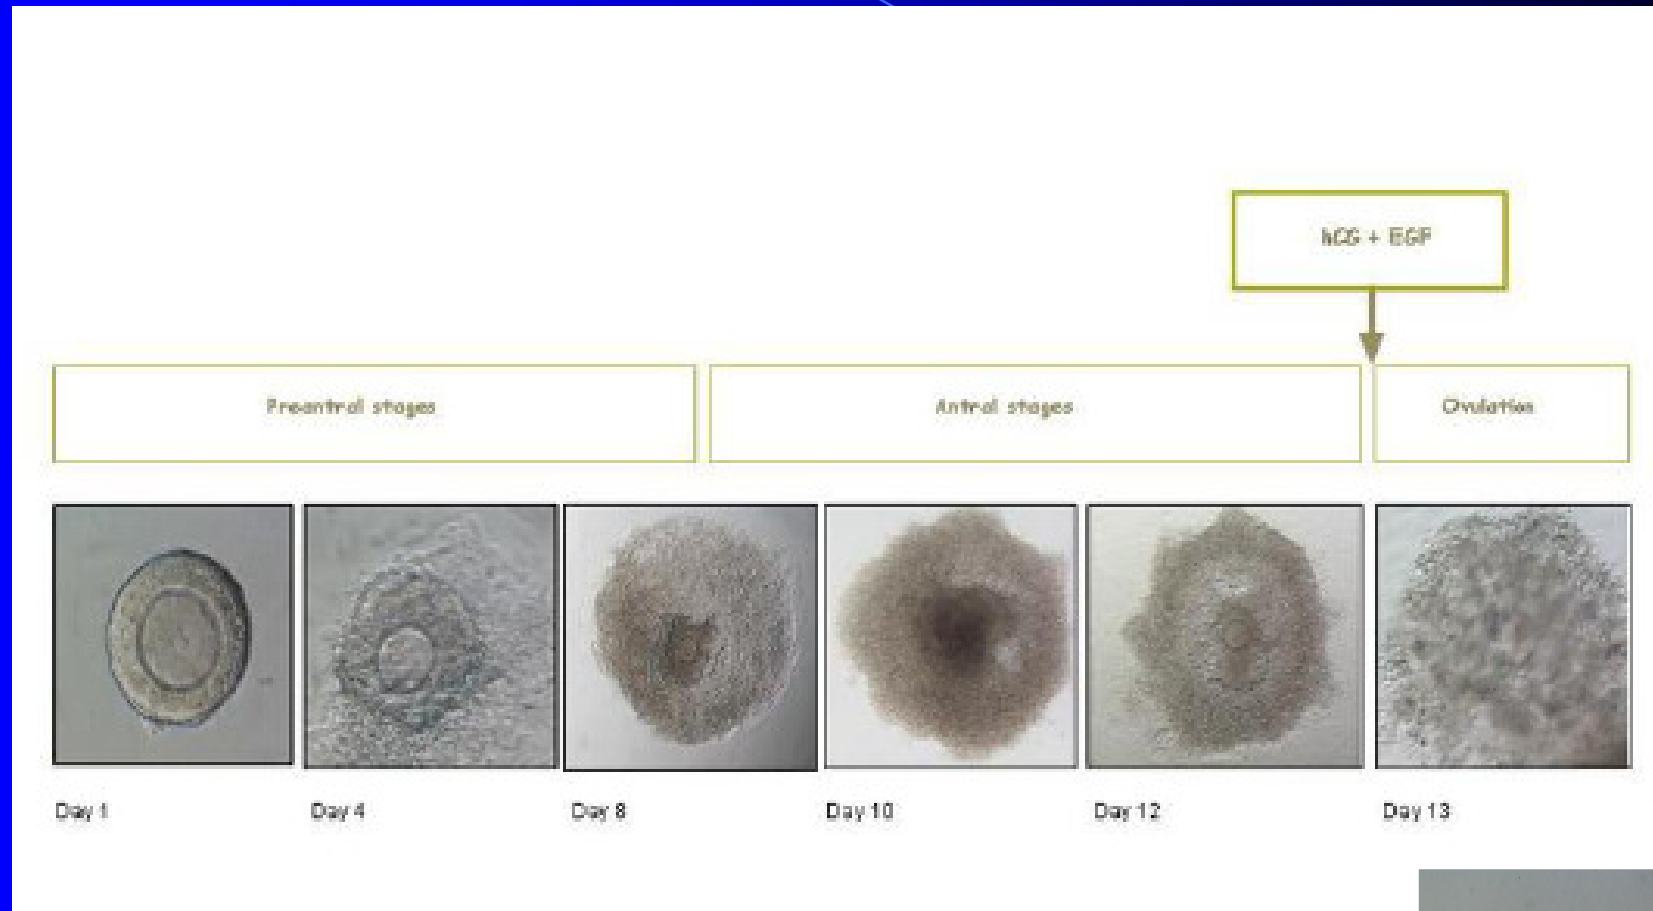 hCG + EGF
Preantral stages
Antral stages
Ovulation
Day 1
Day 4
Day 8
Day 10
Day 12
Day 13